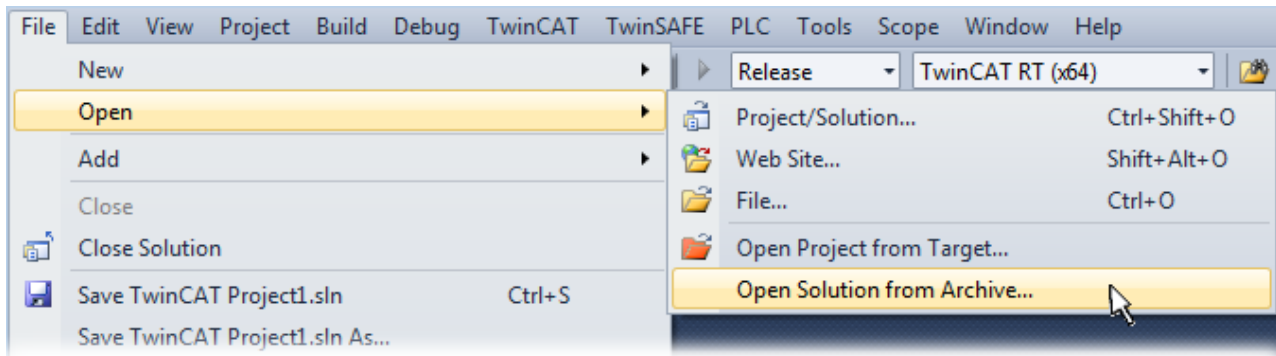 File Edit View Project Build Debug TwinCAT TwinSAFE PLC Tools Scope Window Help
New
Release
TwinCAT RT (x64)
Open
Project/Solution... Ctrl+Shift+O
Add
Web Site... Shift+Alt+O
Close
File... Ctrl+O
Close Solution
Open Project from Target...
Save TwinCAT Project1.sln Ctrl+S
Open Solution from Archive...
Save TwinCAT Project1.sln As...